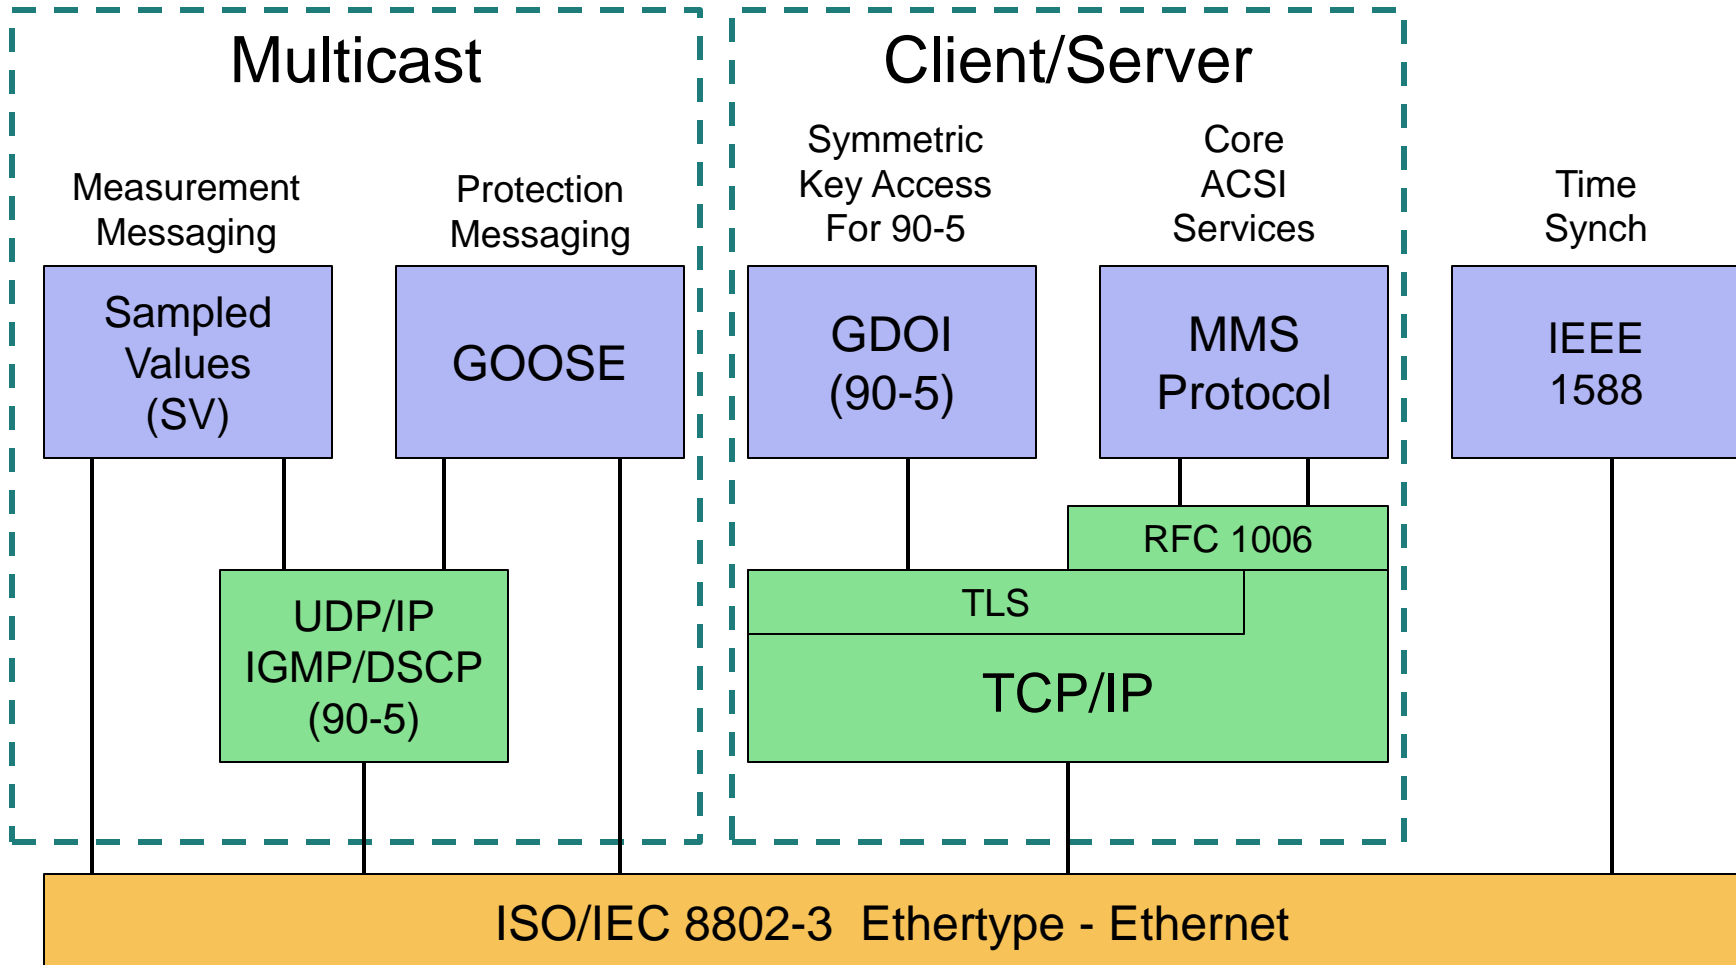 Multicast
Client/Server
Measurement
Messaging
Protection
Messaging
Symmetric
Key Access
For 90-5
Core
ACSI
Services
Time
Synch
Sampled
Values
(SV)
GOOSE
GDOI
(90-5)
MMS
Protocol
IEEE
1588
RFC 1006
TLS
UDP/IP
IGMP/DSCP
(90-5)
TCP/IP
ISO/IEC 8802-3 Ethertype - Ethernet